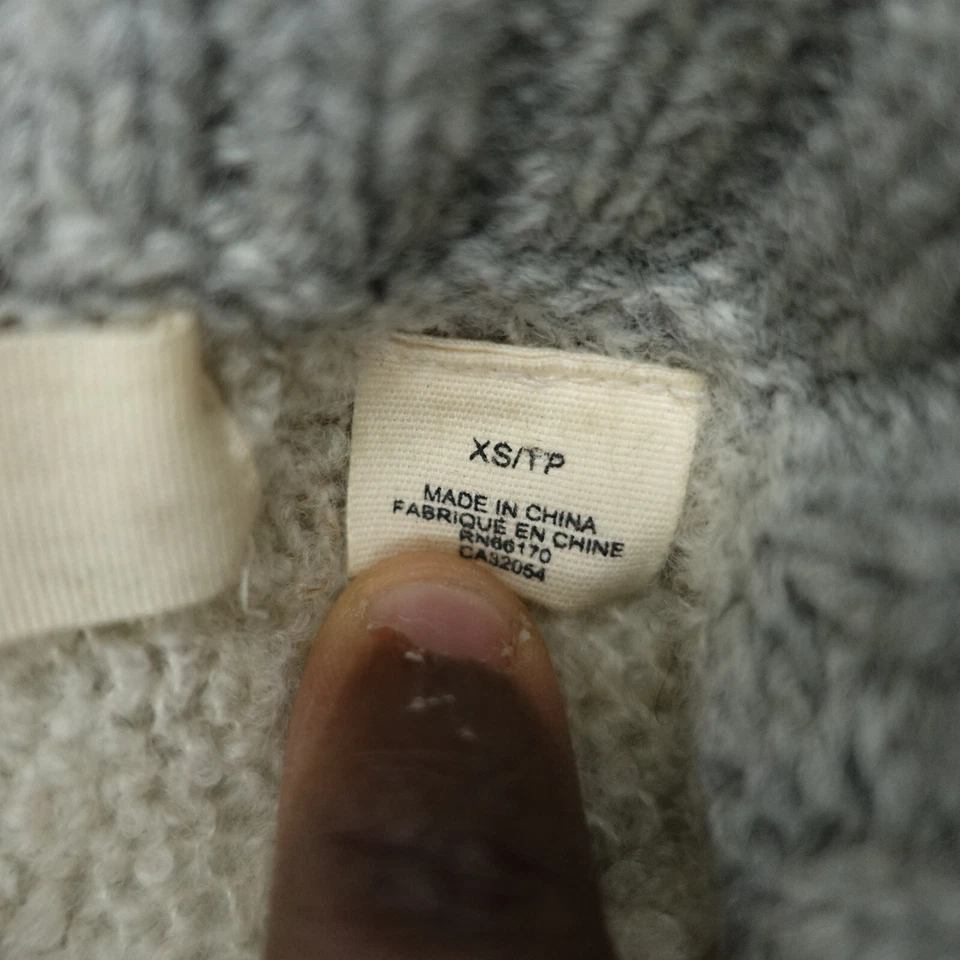 XS/TP
MADE IN CHINA
FABRIQUÉ EN CHINE
RN66170
CA32054